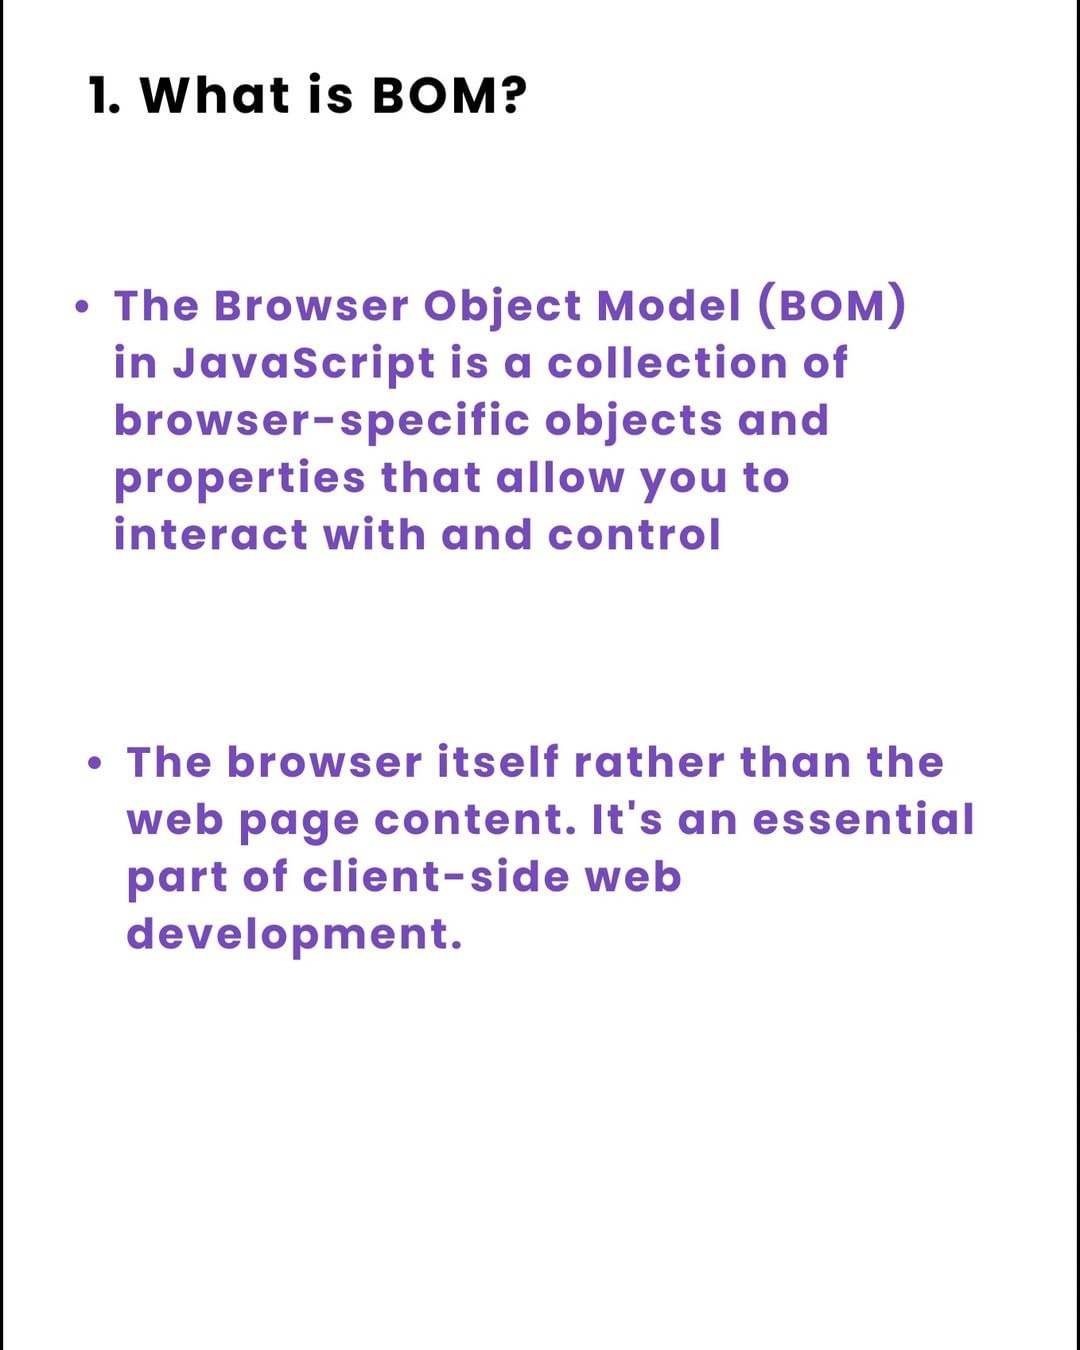 1. What is BOM?
• The Browser Object Model (BOM)
in JavaScript is a collection of
browser-specific objects and
properties that allow you to
interact with and control
• The browser itself rather than the
web page content. It's an essential
part of client-side web
development.